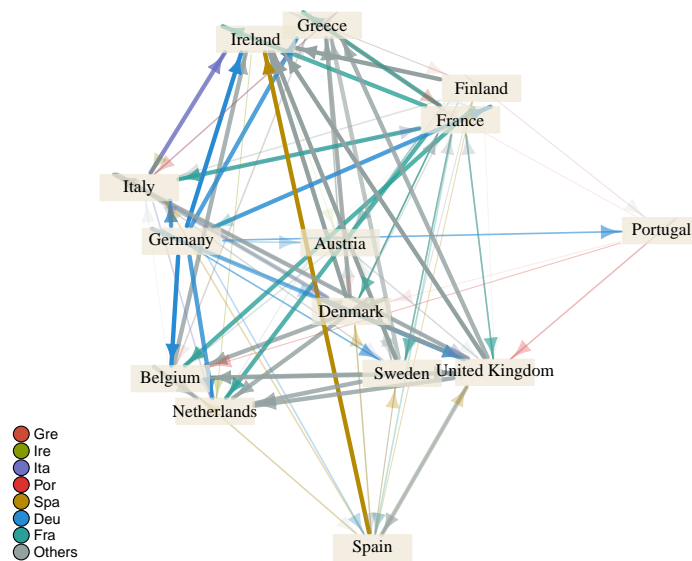 Greece
Ireland
Finland
France
Italy
Portugal
Germany
Austria
Denmark
Belgium
Sweden
United Kingdom
Netherlands
Gre
Ire
Ita
Por
Spa
Deu
Fra
Others
Spain